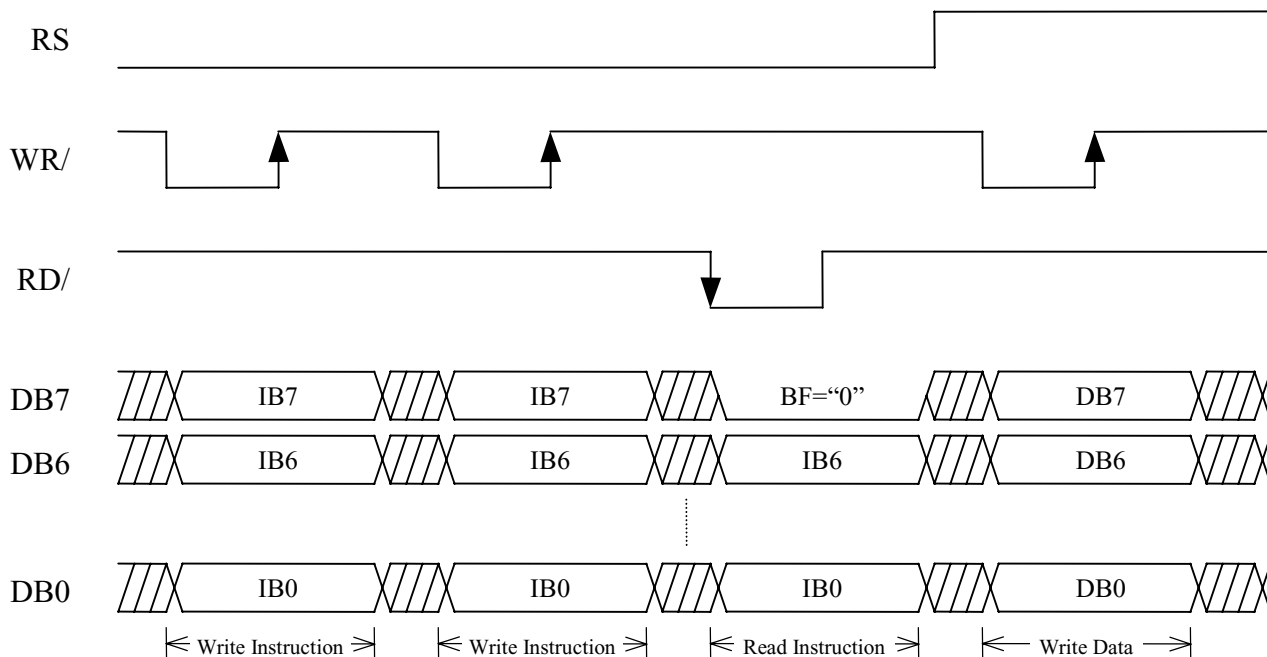 RS
WR/
RD/
DB7 IB7 IB7 BF=“0” DB7
DB6 IB6 IB6 IB6 DB6
DB0 IB0 IB0 IB0 DB0
Write Instruction Write Instruction Read Instruction Write Data